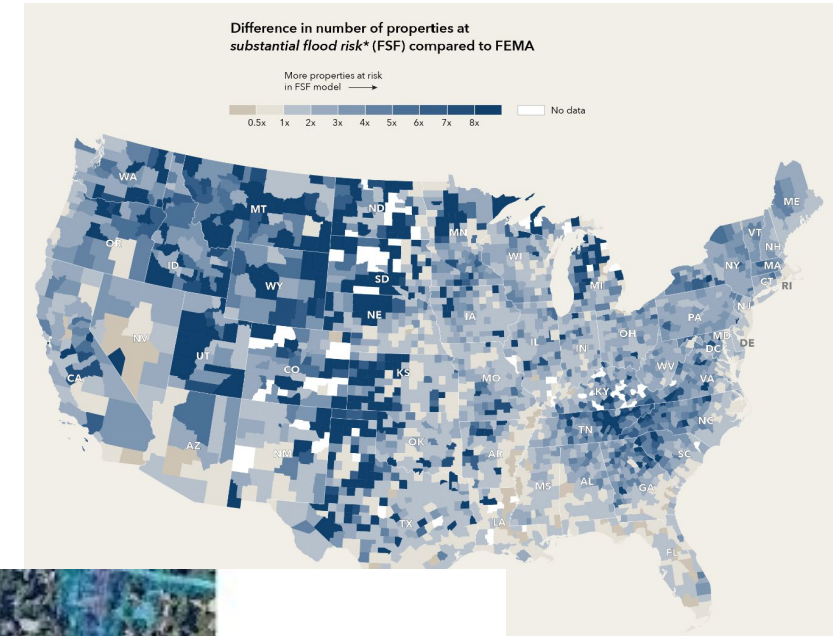 Difference in number of properties at
substantial flood risk* (FSF) compared to FEMA
More properties at risk
in FSF model
0.5x 1x 2x 3x 4x 5x 6x 7x 8x
No data
WA
MT
ND
MN
ME
OR
ID
WY
SD
WI
MI
VT
NH
NY
MA
CT
RI
NE
IA
PA
NJ
NV
UT
CO
KS
MO
IL
IN
OH
WV
MD
DE
DC
VA
CA
KY
AZ
NM
OK
AR
TN
NC
SC
TX
LA
MS
AL
GA
FL